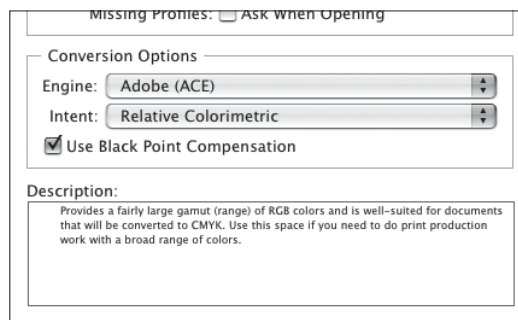 Missing Profiles: Ask When Opening
Conversion Options
Engine: Adobe (ACE)
Intent: Relative Colorimetric
Use Black Point Compensation
Description:
Provides a fairly large gamut (range) of RGB colors and is well-suited for documents
that will be converted to CMYK. Use this space if you need to do print production
work with a broad range of colors.